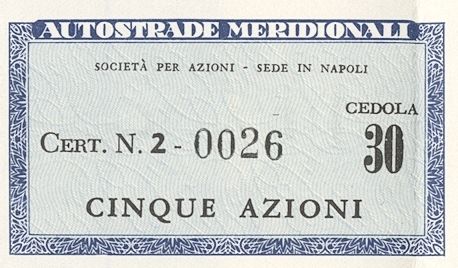 AUTOSTRADE MERIDIONALI
SOCIETÀ PER AZIONI - SEDE IN NAPOLI
CEDOLA
CERT. N. 2 - 0026 30
CINQUE AZIONI